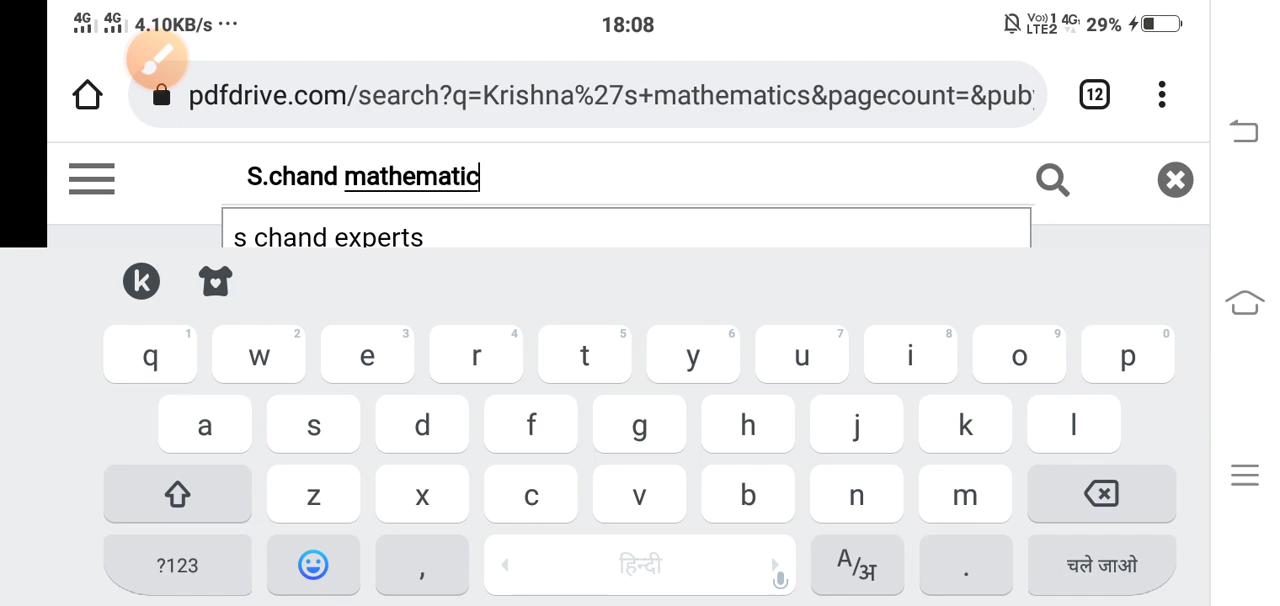 4G 4G 4.10KB/s ··· 18:08 Vo)) 1 LTE2 4G 29%
pdfdrive.com/search?q=Krishna%27s+mathematics&pagecount=&pub 12
S.chand mathematic
s chand experts
k
q 1 w 2 e 3 r 4 t 5 y 6 u 7 i 8 o 9 p 0
a s d f g h j k l
z x c v b n m
?123 , हिन्दी A/अ . चले जाओ